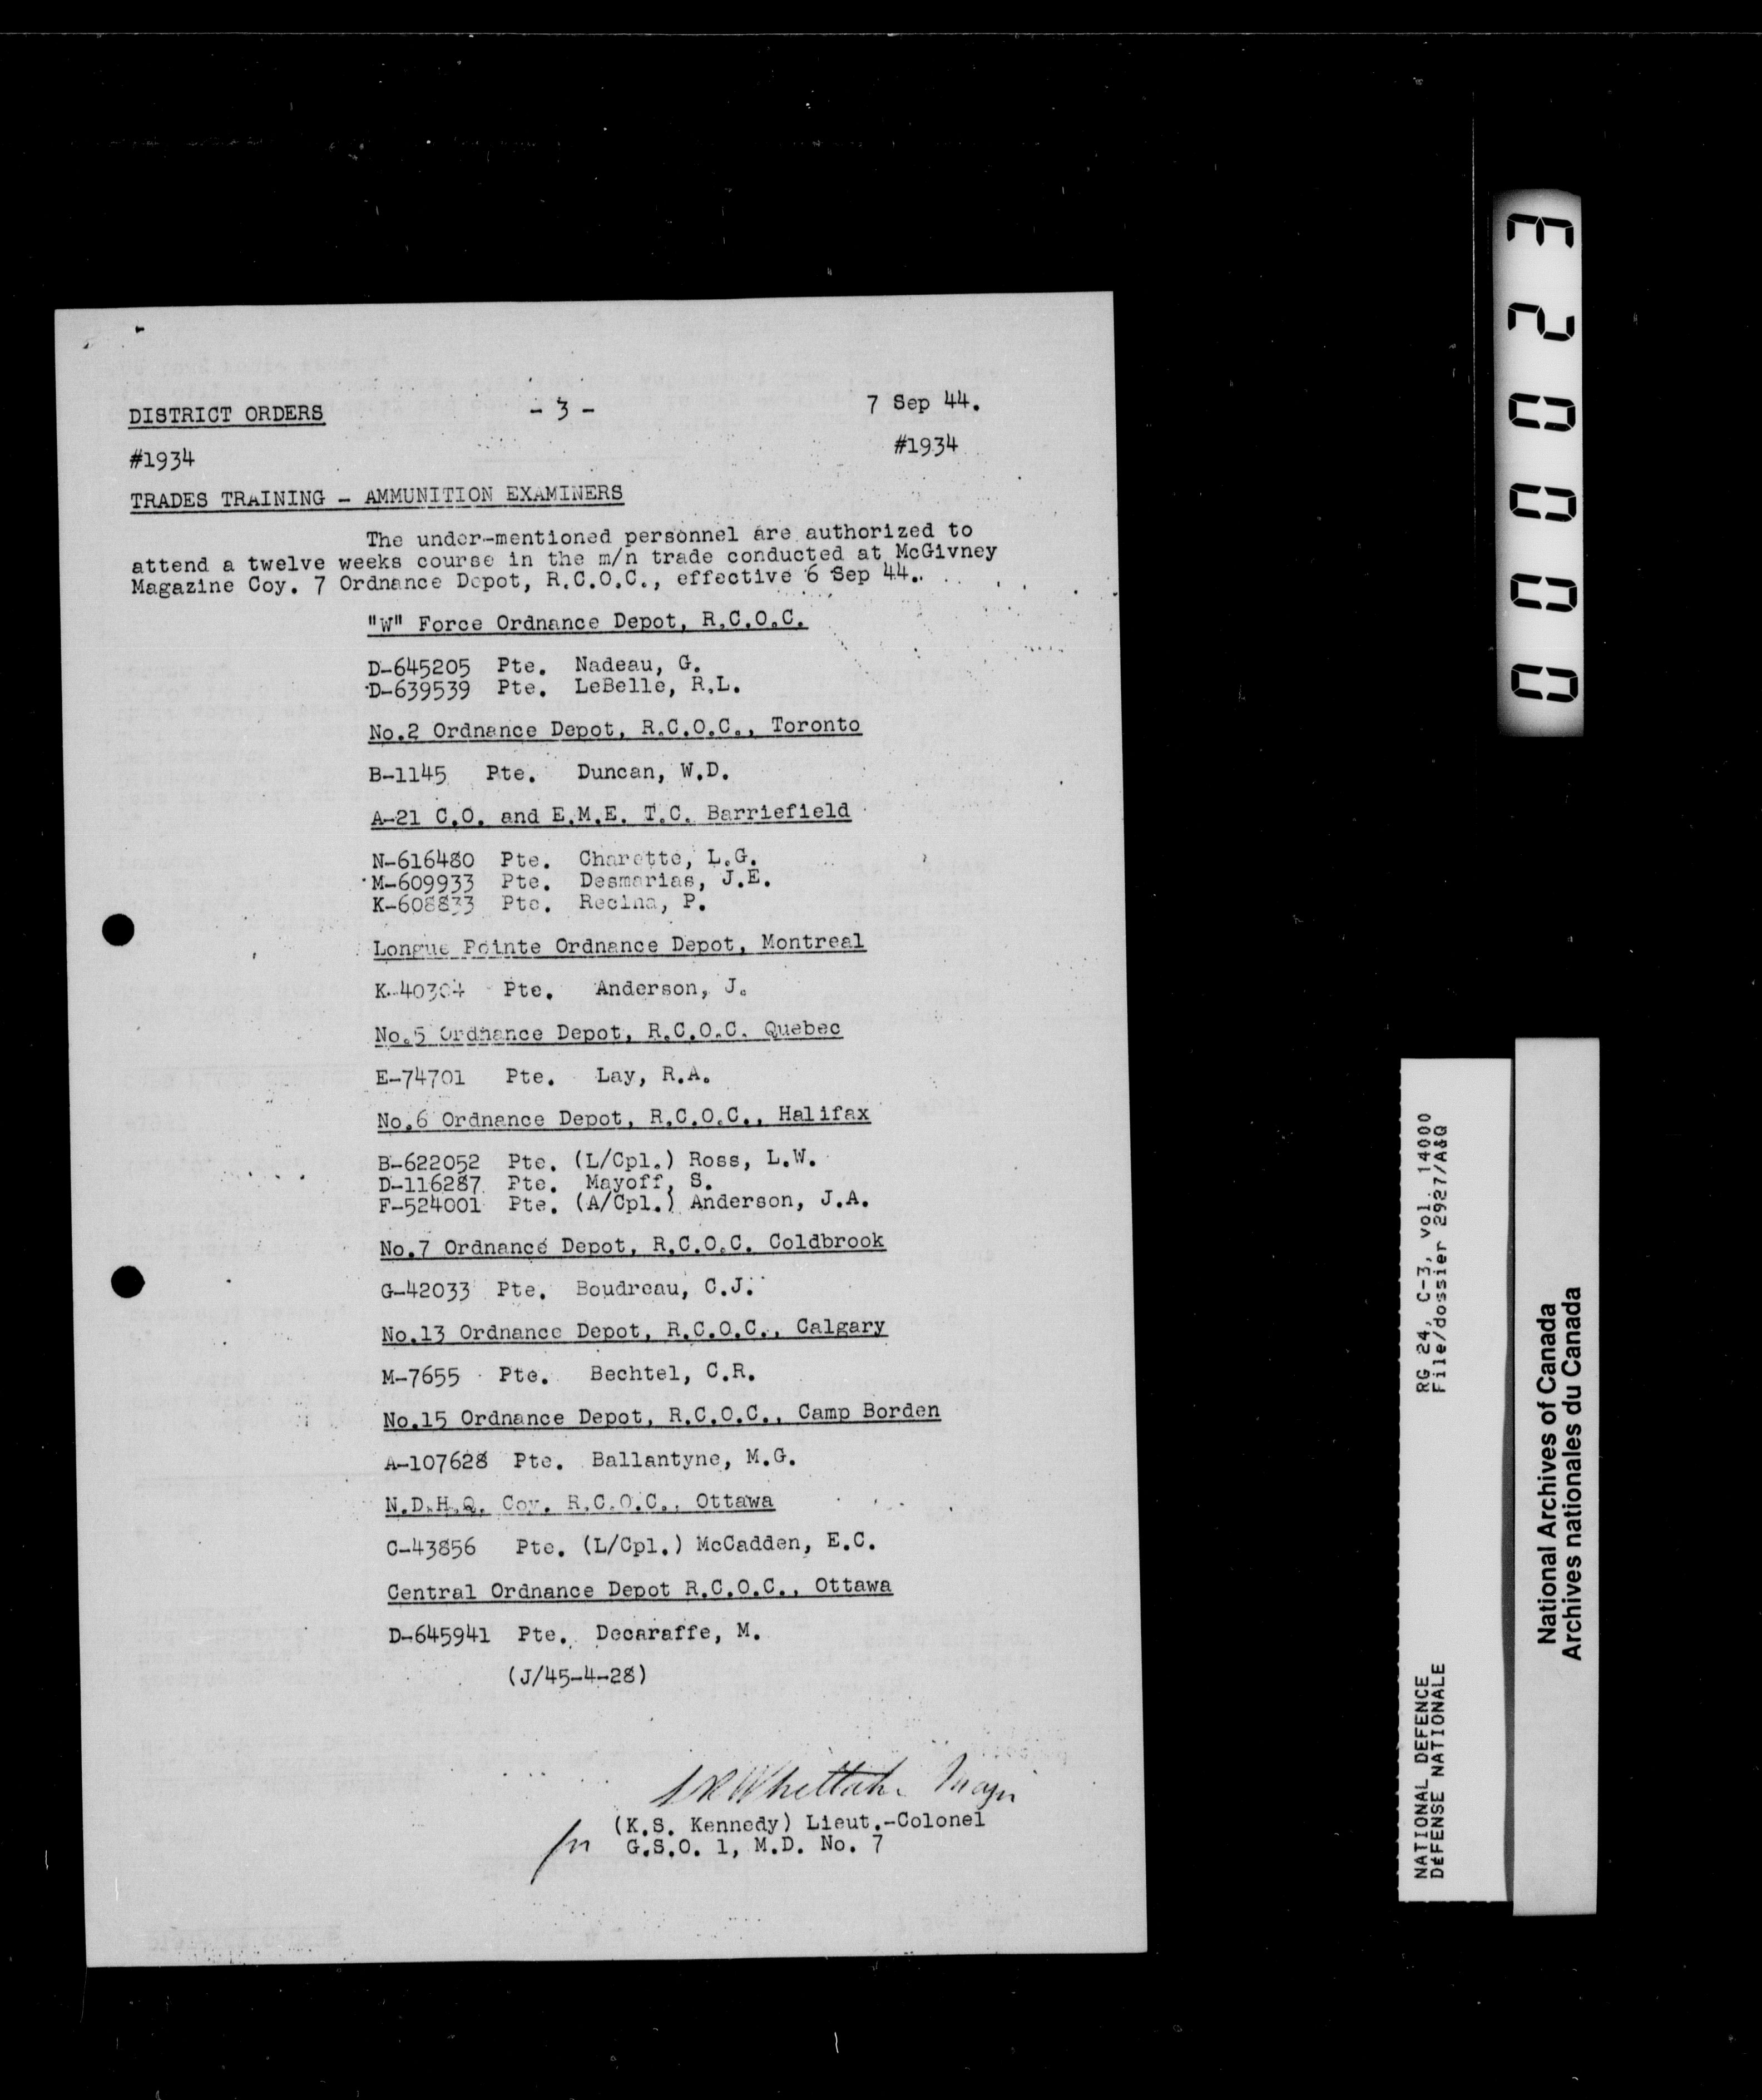 DISTRICT ORDERS - 3 - 7 Sep 44.
#1934 #1934
TRADES TRAINING - AMMUNITION EXAMINERS
The under-mentioned personnel are authorized to
attend a twelve weeks course in the m/n trade conducted at McGivney
Magazine Coy. 7 Ordnance Depot, R.C.O.C., effective 6 Sep 44.
"W" Force Ordnance Depot, R.C.O.C.
D-645205 Pte. Nadeau, G.
D-639539 Pte. LeBelle, R.L.
No.2 Ordnance Depot, R.C.O.C., Toronto
B-1145 Pte. Duncan, W.D.
A-21 C.O. and E.M.E. T.C. Barriefield
N-616480 Pte. Charette, L.G.
M-609933 Pte. Desmarias, J.E.
K-608833 Pte. Recina, P.
Longue Pointe Ordnance Depot, Montreal
K-40304 Pte. Anderson, J.
No.5 Ordnance Depot, R.C.O.C. Quebec
E-74701 Pte. Lay, R.A.
No.6 Ordnance Depot, R.C.O.C., Halifax
B-622052 Pte. (L/Cpl.) Ross, L.W.
D-116287 Pte. Mayoff, S.
F-524001 Pte. (A/Cpl.) Anderson, J.A.
No.7 Ordnance Depot, R.C.O.C. Coldbrook
G-42033 Pte. Boudreau, C.J.
No.13 Ordnance Depot, R.C.O.C., Calgary
M-7655 Pte. Bechtel, C.R.
No.15 Ordnance Depot, R.C.O.C., Camp Borden
A-107628 Pte. Ballantyne, M.G.
N.D.H.Q. Coy. R.C.O.C., Ottawa
C-43856 Pte. (L/Cpl.) McCadden, E.C.
Central Ordnance Depot R.C.O.C., Ottawa
D-645941 Pte. Decaraffe, M.
(J/45-4-28)
Whittaker Major
(K.S. Kennedy) Lieut.-Colonel
for G.S.O. 1, M.D. No. 7
000023
NATIONAL DEFENCE RG 24, C-3, vol. 14000
DÉFENSE NATIONALE File/dossier 2927/A&Q
National Archives of Canada
Archives nationales du Canada